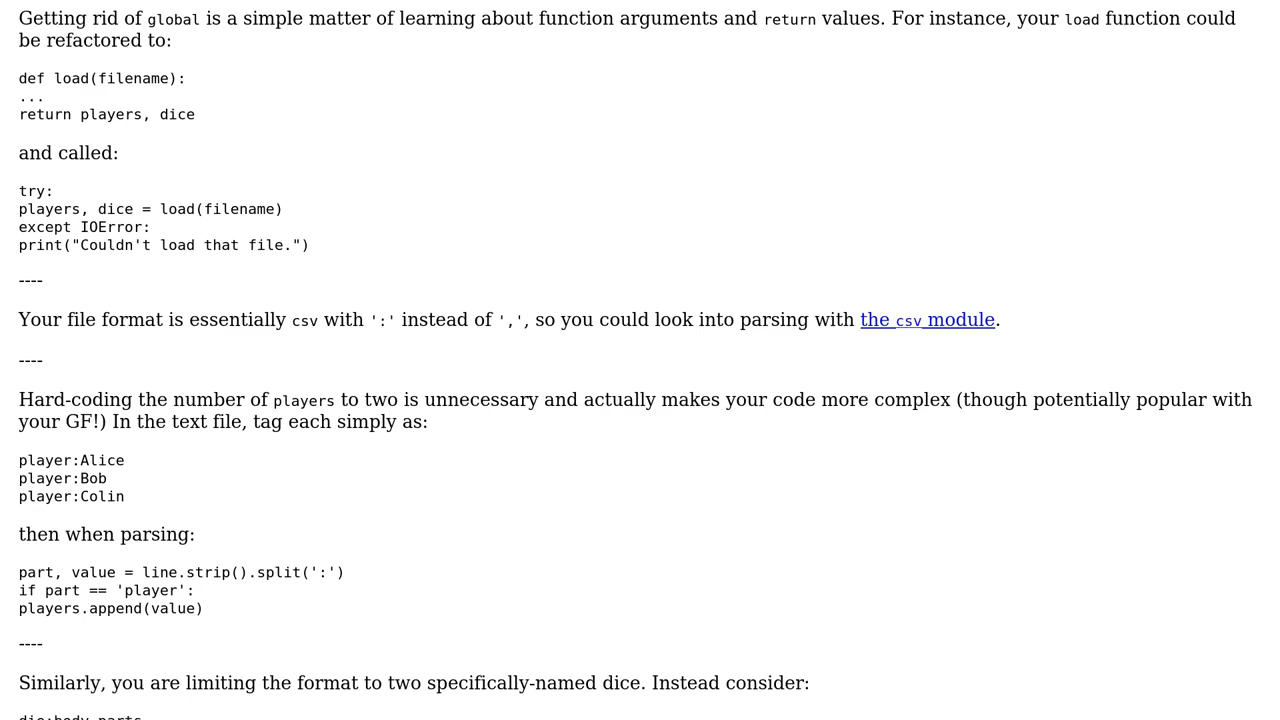 Getting rid of global is a simple matter of learning about function arguments and return values. For instance, your load function could
be refactored to:
def load(filename):
...
return players, dice
and called:
try:
players, dice = load(filename)
except IOError:
print("Couldn't load that file.")
----
Your file format is essentially csv with ':' instead of ',', so you could look into parsing with the csv module.
----
Hard-coding the number of players to two is unnecessary and actually makes your code more complex (though potentially popular with
your GF!) In the text file, tag each simply as:
player:Alice
player:Bob
player:Colin
then when parsing:
part, value = line.strip().split(':')
if part == 'player':
players.append(value)
----
Similarly, you are limiting the format to two specifically-named dice. Instead consider:
die:body parts